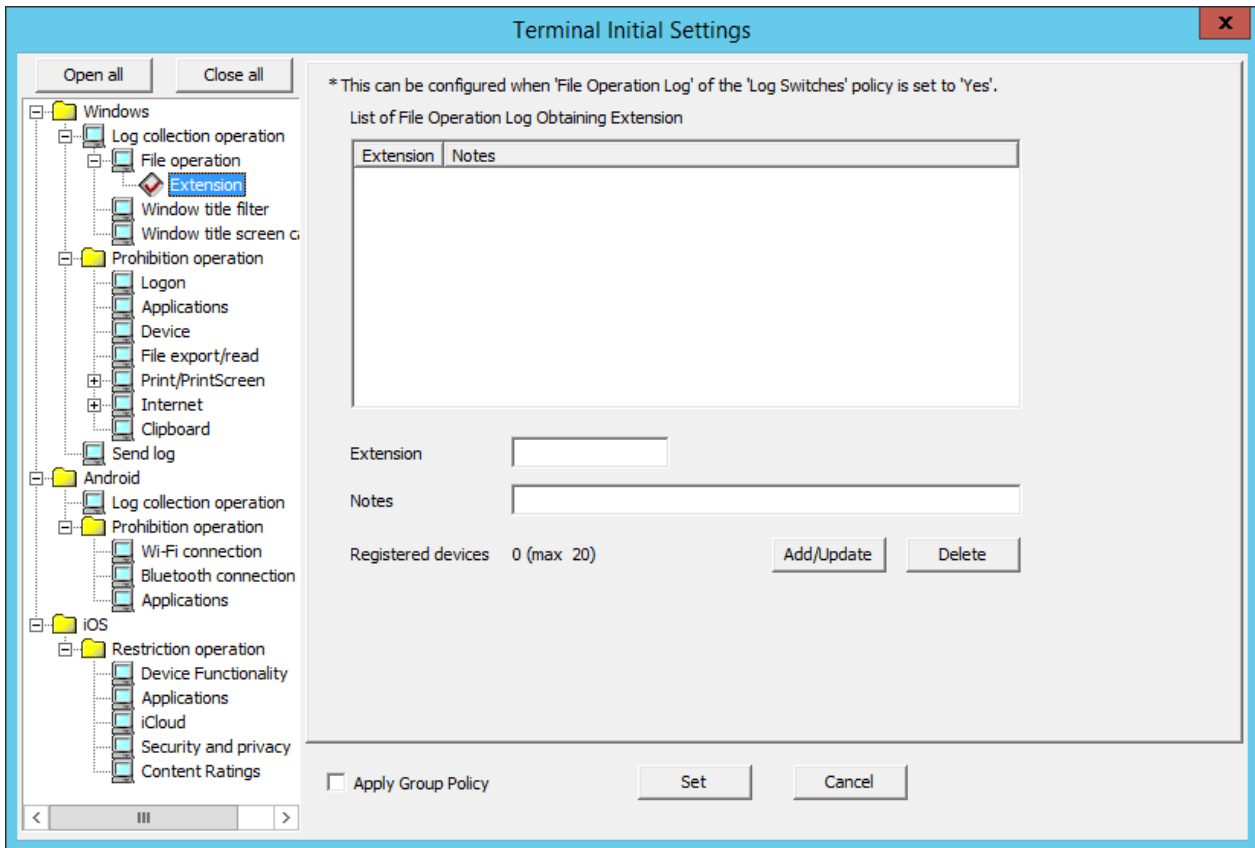 Terminal Initial Settings
x
Open all
Close all
Windows
Log collection operation
File operation
Extension
Window title filter
Window title screen ca
Prohibition operation
Logon
Applications
Device
File export/read
Print/PrintScreen
Internet
Clipboard
Send log
Android
Log collection operation
Prohibition operation
Wi-Fi connection
Bluetooth connection
Applications
iOS
Restriction operation
Device Functionality
Applications
iCloud
Security and privacy
Content Ratings
* This can be configured when 'File Operation Log' of the 'Log Switches' policy is set to 'Yes'.
List of File Operation Log Obtaining Extension
Extension Notes
Extension
Notes
Registered devices 0 (max 20)
Add/Update
Delete
Apply Group Policy
Set
Cancel